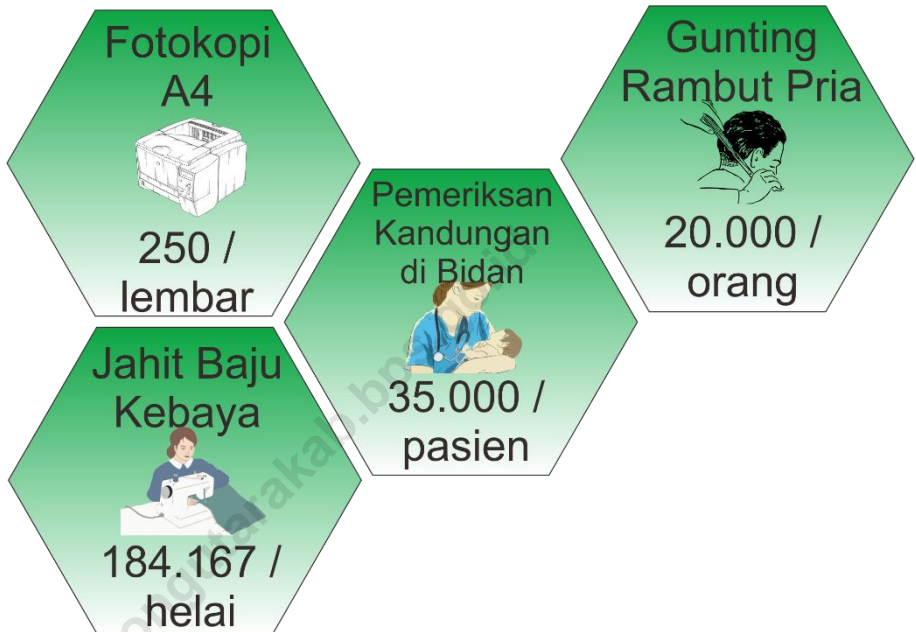 Fotokopi
A4
250 /
lembar
Gunting
Rambut Pria
20.000 /
orang
Pemeriksan
Kandungan
di Bidan
35.000 /
pasien
Jahit Baju
Kebaya
184.167 /
helai